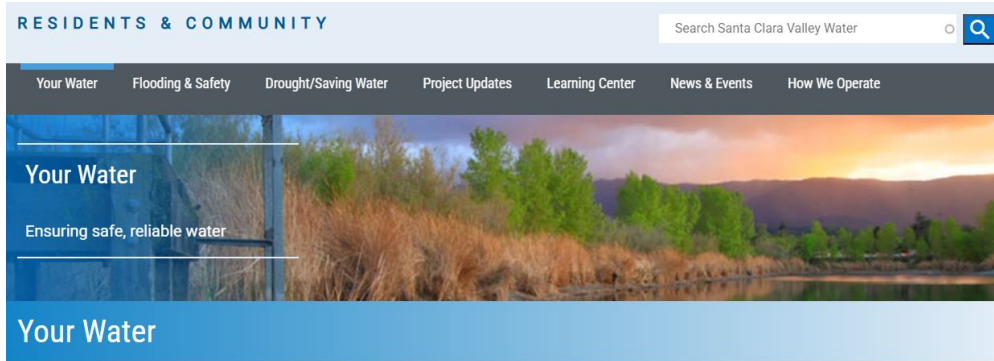 RESIDENTS & COMMUNITY
Search Santa Clara Valley Water
Your Water Flooding & Safety Drought/Saving Water Project Updates Learning Center News & Events How We Operate
Your Water
Ensuring safe, reliable water
Your Water